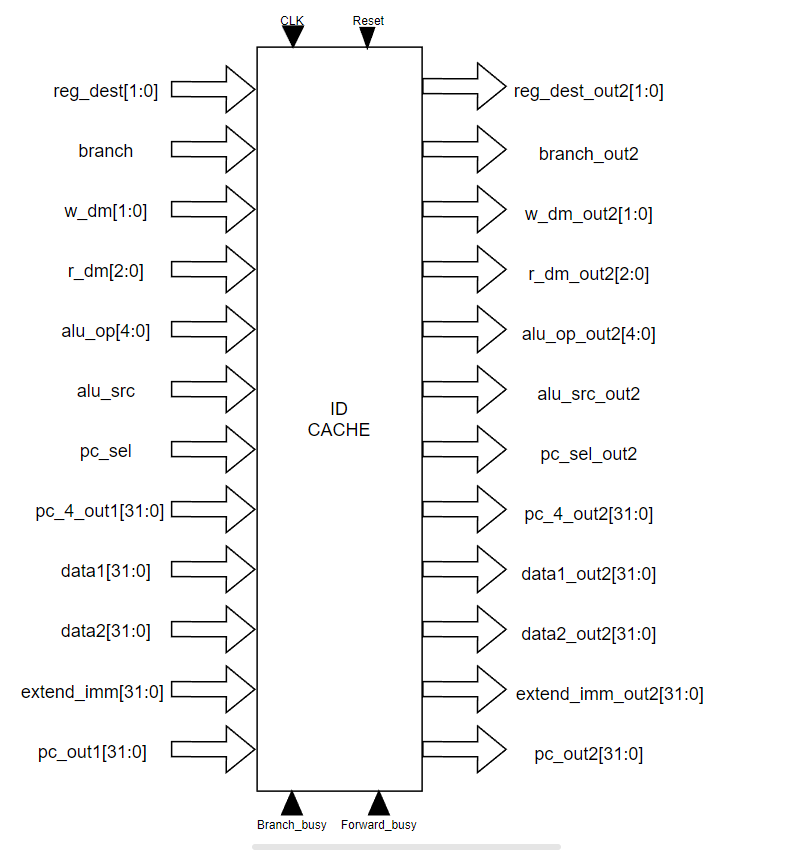 CLK Reset
reg_dest[1:0] reg_dest_out2[1:0]
branch branch_out2
w_dm[1:0] w_dm_out2[1:0]
r_dm[2:0] r_dm_out2[2:0]
alu_op[4:0] alu_op_out2[4:0]
alu_src alu_src_out2
ID
CACHE
pc_sel pc_sel_out2
pc_4_out1[31:0] pc_4_out2[31:0]
data1[31:0] data1_out2[31:0]
data2[31:0] data2_out2[31:0]
extend_imm[31:0] extend_imm_out2[31:0]
pc_out1[31:0] pc_out2[31:0]
Branch_busy Forward_busy